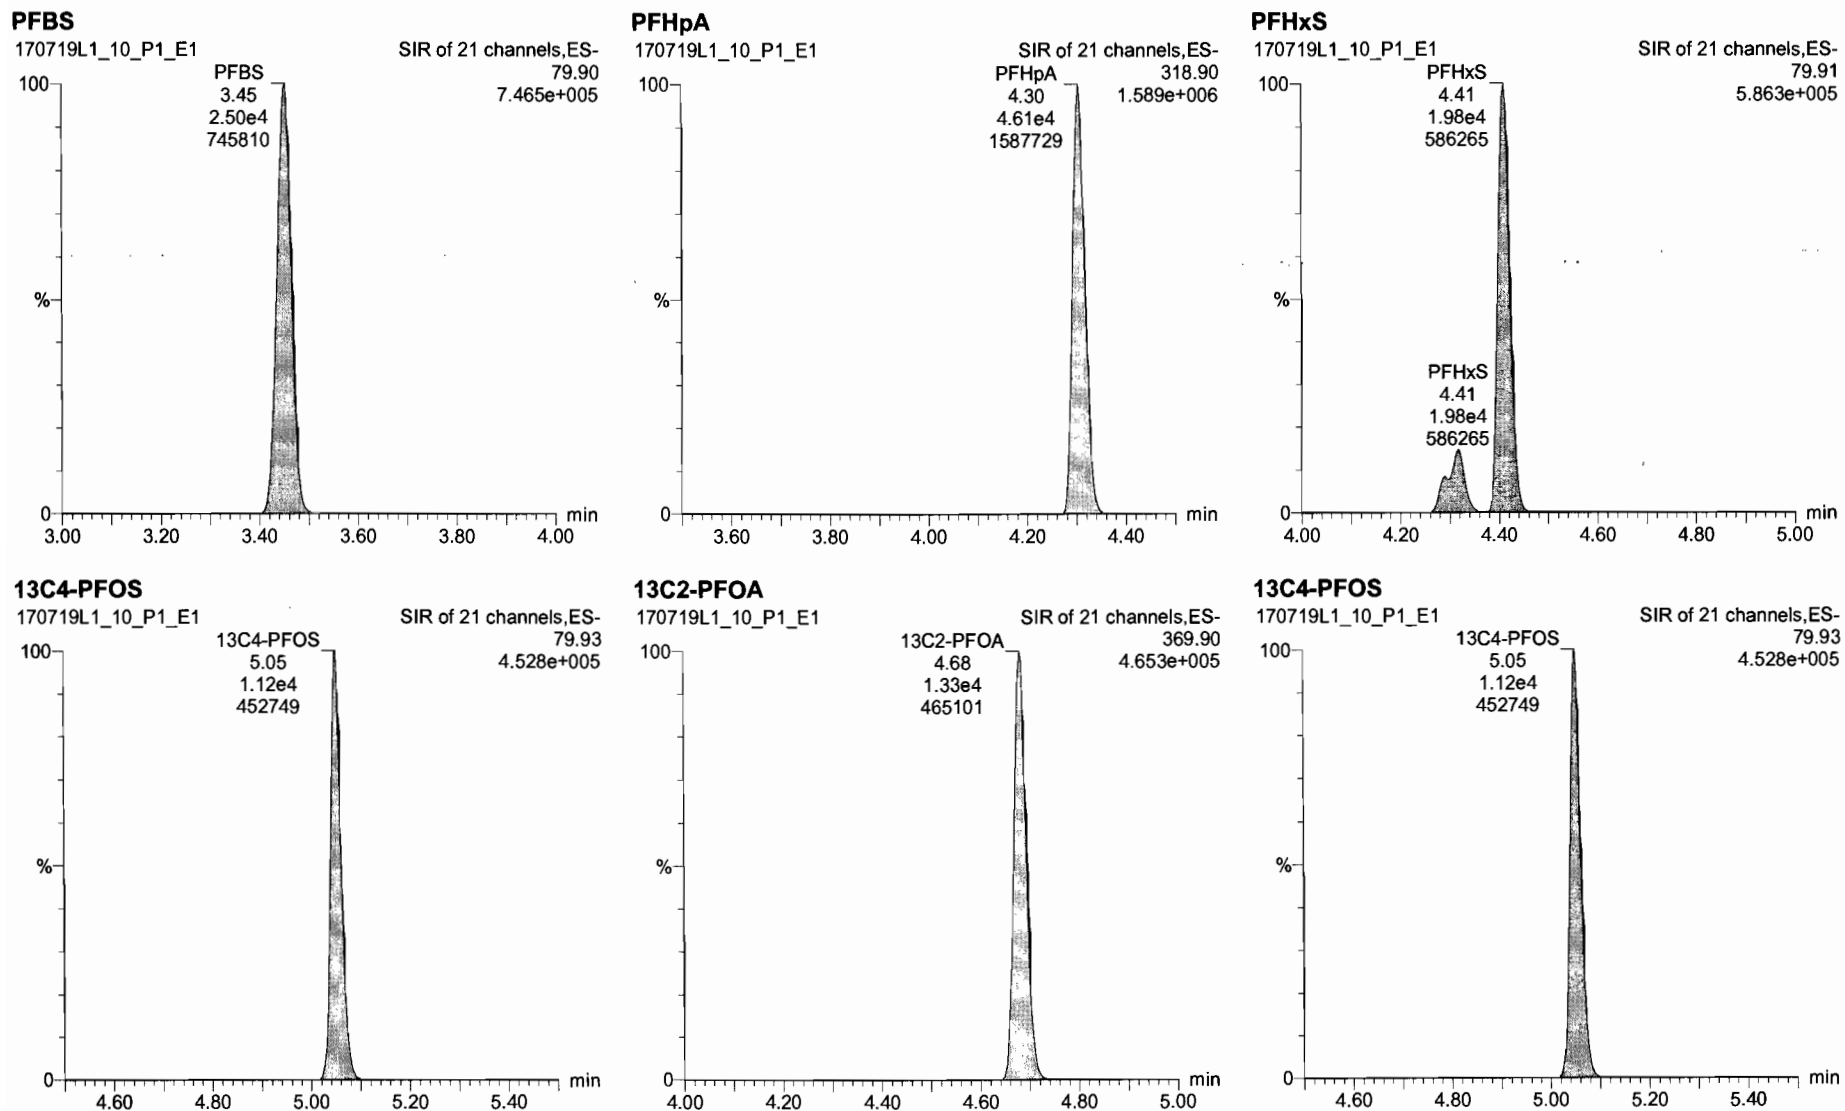 PFBS
170719L1_10_P1_E1
SIR of 21 channels,ES-
79.90
7.465e+005
PFBS
3.45
2.50e4
745810
100
%
0
3.00 3.20 3.40 3.60 3.80 4.00
min
PFHpA
170719L1_10_P1_E1
SIR of 21 channels,ES-
318.90
1.589e+006
PFHpA
4.30
4.61e4
1587729
100
%
0
3.60 3.80 4.00 4.20 4.40
min
PFHxS
170719L1_10_P1_E1
SIR of 21 channels,ES-
79.91
5.863e+005
PFHxS
4.41
1.98e4
586265
PFHxS
4.41
1.98e4
586265
100
%
0
4.00 4.20 4.40 4.60 4.80 5.00
min
13C4-PFOS
170719L1_10_P1_E1
SIR of 21 channels,ES-
79.93
4.528e+005
13C4-PFOS
5.05
1.12e4
452749
100
%
0
4.60 4.80 5.00 5.20 5.40
min
13C2-PFOA
170719L1_10_P1_E1
SIR of 21 channels,ES-
369.90
4.653e+005
13C2-PFOA
4.68
1.33e4
465101
100
%
0
4.00 4.20 4.40 4.60 4.80 5.00
min
13C4-PFOS
170719L1_10_P1_E1
SIR of 21 channels,ES-
79.93
4.528e+005
13C4-PFOS
5.05
1.12e4
452749
100
%
0
4.60 4.80 5.00 5.20 5.40
min